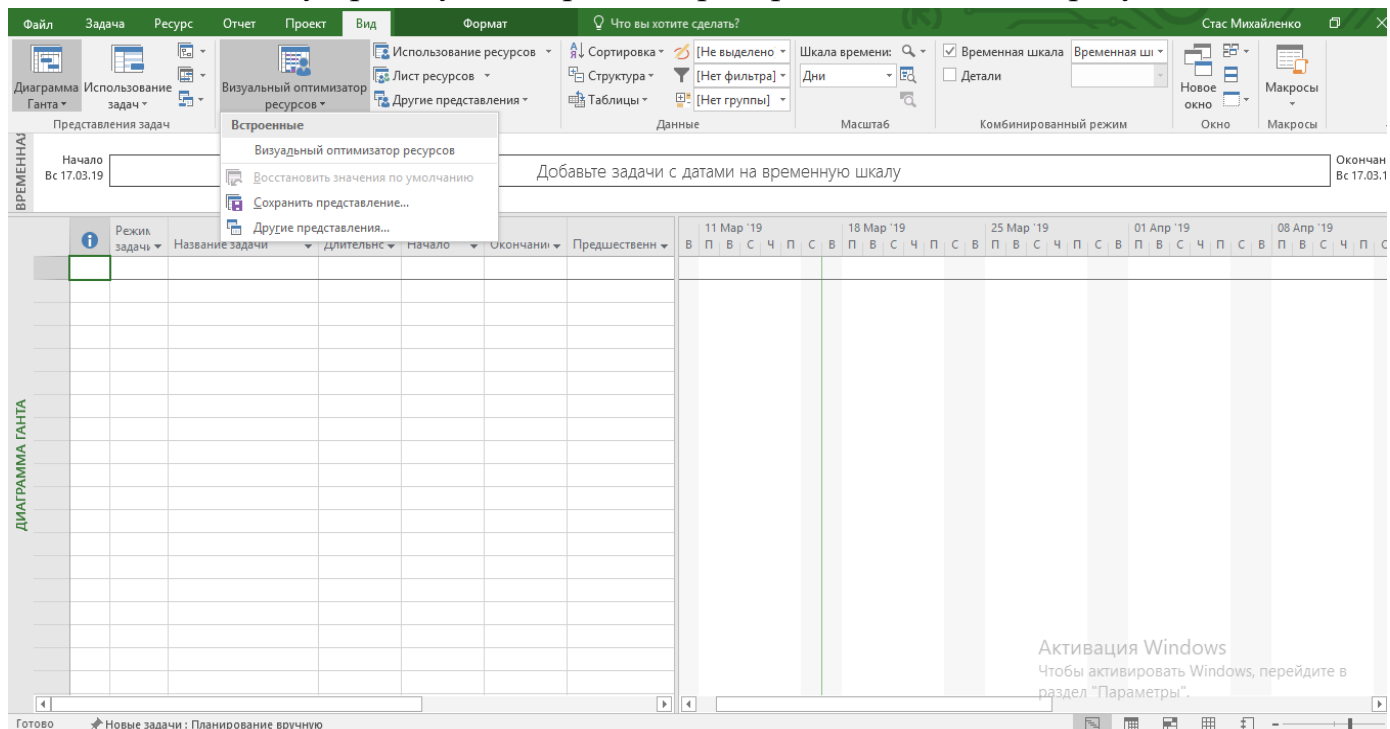 Файл Задача Ресурс Отчет Проект Вид Формат Что вы хотите сделать? Стас Михайленко
Диаграмма Ганта
Использование задач
Представления задач
Визуальный оптимизатор ресурсов
Использование ресурсов
Лист ресурсов
Другие представления
Сортировка
Структура
Таблицы
[Не выделено
[Нет фильтра]
[Нет группы]
Данные
Шкала времени:
Дни
Масштаб
Временная шкала Временная шк
Детали
Комбинированный режим
Новое окно
Окно
Макросы
Макросы
Встроенные
Визуальный оптимизатор ресурсов
Восстановить значения по умолчанию
Сохранить представление...
Другие представления...
ВРЕМЕННАЯ
Начало
Вс 17.03.19
Добавьте задачи с датами на временную шкалу
Окончан
Вс 17.03.1
Режим задачи Название задачи Длительнс Начало Окончани Предшественн
11 Мар '19 18 Мар '19 25 Мар '19 01 Апр '19 08 Апр '19
В П В С Ч П С В П В С Ч П С В П В С Ч П С В П В С Ч П С В П В С Ч П С
ДИАГРАММА ГАНТА
Активация Windows
Чтобы активировать Windows, перейдите в
раздел "Параметры".
Готово Новые задачи : Планирование вручную